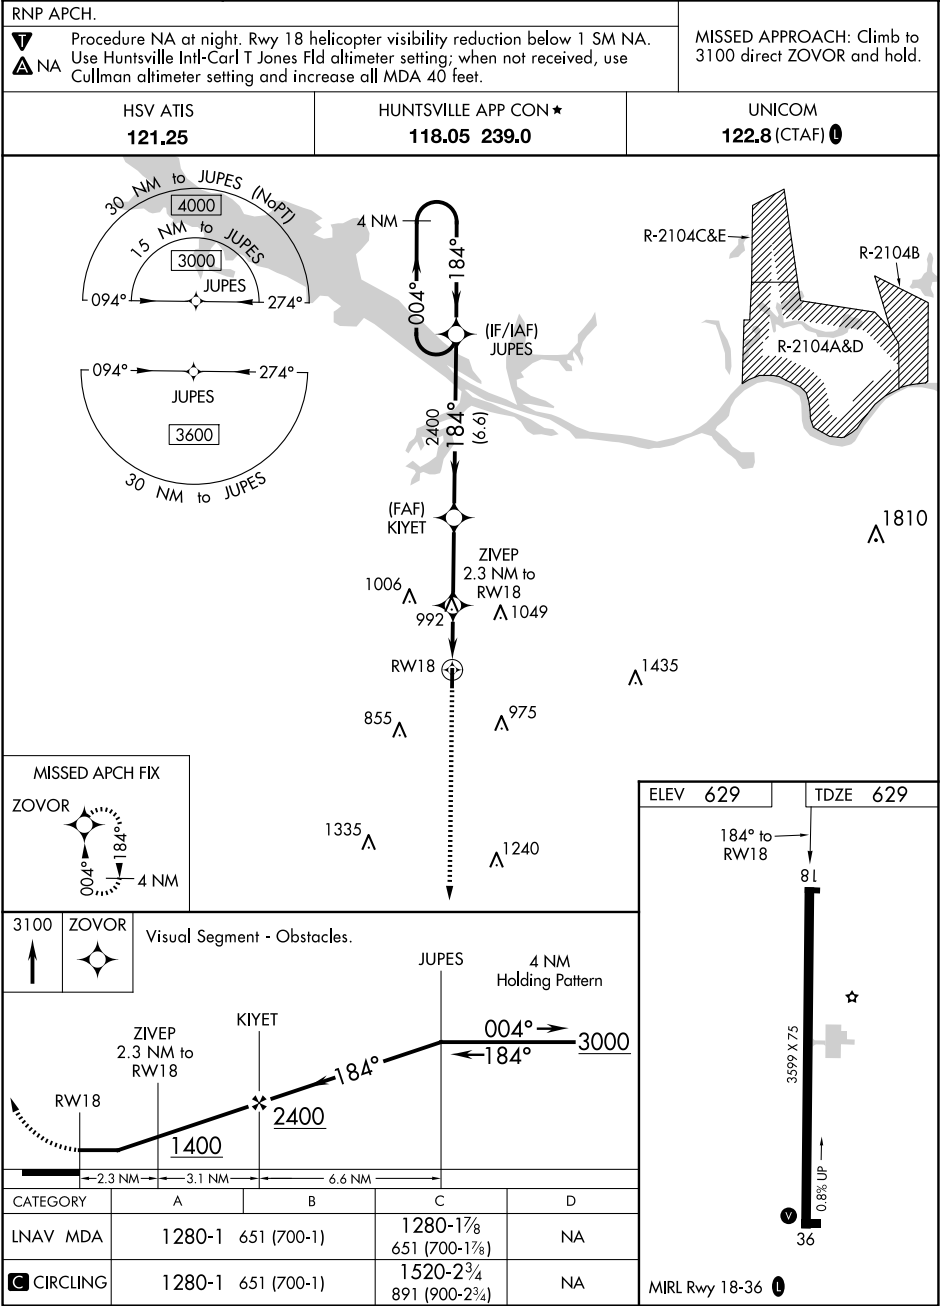 RNP APCH.
T
A NA
Procedure NA at night. Rwy 18 helicopter visibility reduction below 1 SM NA.
Use Huntsville Intl-Carl T Jones Fld altimeter setting; when not received, use
Cullman altimeter setting and increase all MDA 40 feet.
MISSED APPROACH: Climb to
3100 direct ZOVOR and hold.
HSV ATIS
121.25
HUNTSVILLE APP CON ★
118.05 239.0
UNICOM
122.8 (CTAF) L
30 NM to JUPES (NoPT)
4000
15 NM to JUPES
3000
JUPES
094°
274°
094°
274°
JUPES
3600
30 NM to JUPES
4 NM
184°
004°
(IF/IAF)
JUPES
2400
184°
(6.6)
(FAF)
KIYET
ZIVEP
2.3 NM to
RW18
1006
992
1049
RW18
1435
855
975
1335
1240
1810
R-2104C&E
R-2104B
R-2104A&D
MISSED APCH FIX
ZOVOR
004°
184°
4 NM
ELEV 629
TDZE 629
184° to
RW18
18
3599 X 75
0.8% UP
V
36
MIRL Rwy 18-36 L
3100
ZOVOR
Visual Segment - Obstacles.
JUPES
4 NM
Holding Pattern
004°
184°
3000
KIYET
184°
2400
ZIVEP
2.3 NM to
RW18
1400
RW18
2.3 NM
3.1 NM
6.6 NM
CATEGORY A B C D
LNAV MDA 1280-1 651 (700-1) 1280-1⅞ 651 (700-1⅞) NA
C CIRCLING 1280-1 651 (700-1) 1520-2¾ 891 (900-2¾) NA